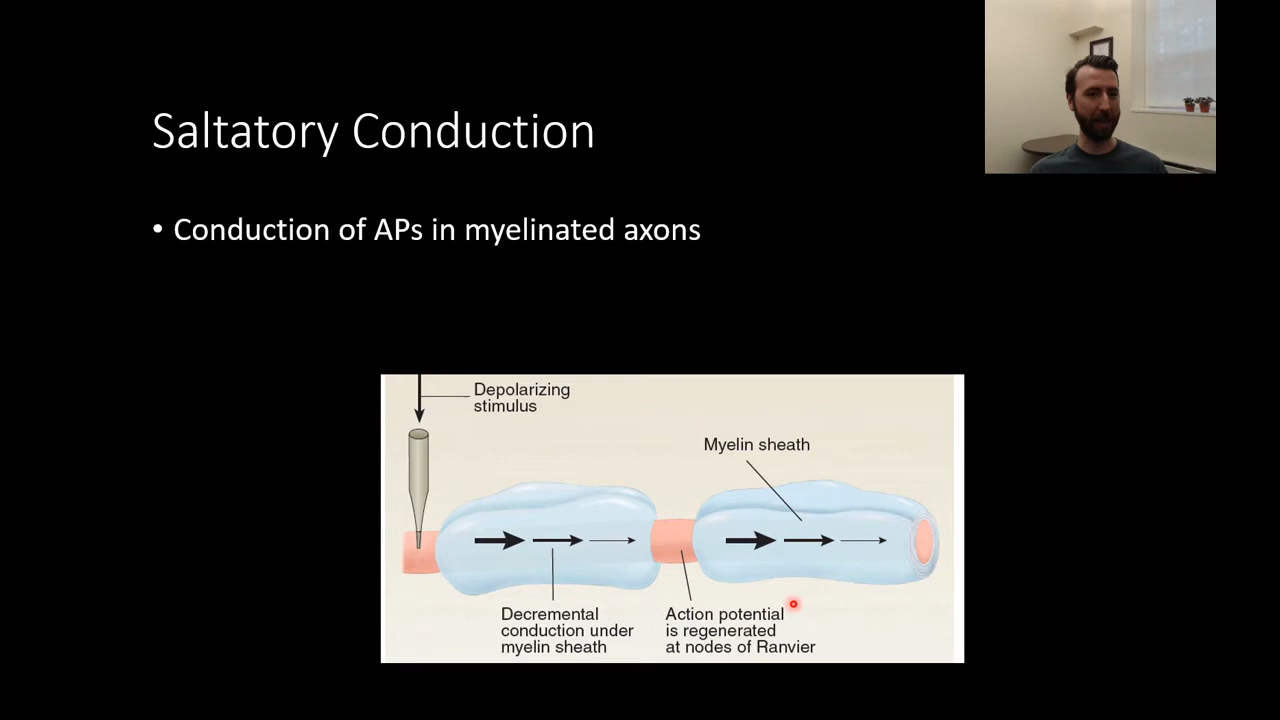 Saltatory Conduction
• Conduction of APs in myelinated axons
Depolarizing
stimulus
Myelin sheath
Decremental
conduction under
myelin sheath
Action potential
is regenerated
at nodes of Ranvier